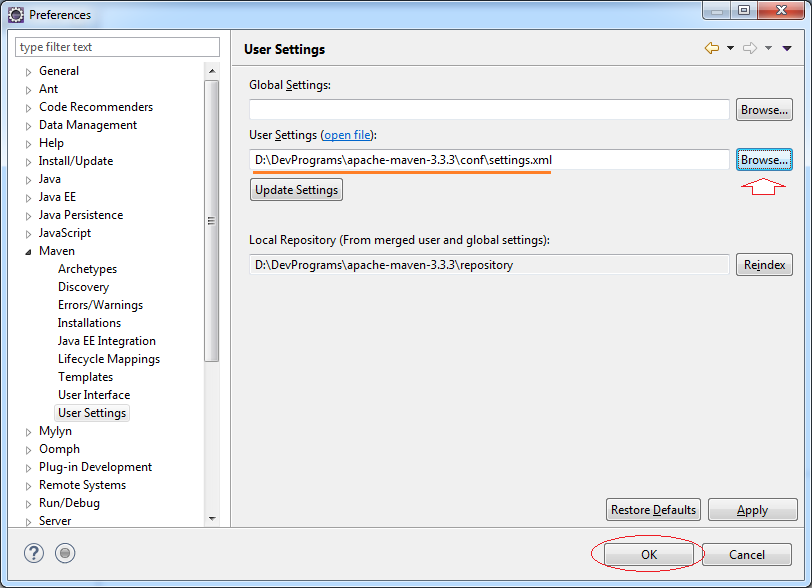 Preferences
type filter text
General
Ant
Code Recommenders
Data Management
Help
Install/Update
Java
Java EE
Java Persistence
JavaScript
Maven
Archetypes
Discovery
Errors/Warnings
Installations
Java EE Integration
Lifecycle Mappings
Templates
User Interface
User Settings
Mylyn
Oomph
Plug-in Development
Remote Systems
Run/Debug
Server
User Settings
Global Settings:
Browse...
User Settings (open file):
D:\DevPrograms\apache-maven-3.3.3\conf\settings.xml
Browse...
Update Settings
Local Repository (From merged user and global settings):
D:\DevPrograms\apache-maven-3.3.3\repository
Reindex
Restore Defaults
Apply
?
OK
Cancel